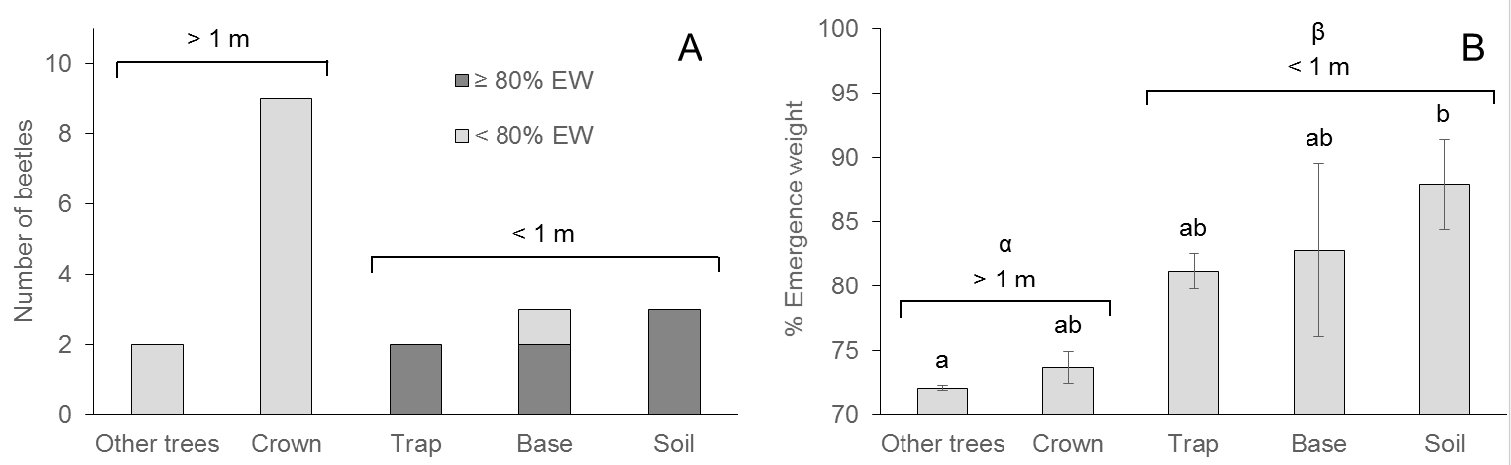 A
> 1 m
≥ 80% EW
< 80% EW
< 1 m
Number of beetles
10
8
6
4
2
0
Other trees Crown Trap Base Soil
B
β
< 1 m
α
> 1 m
a
ab
ab
ab
b
% Emergence weight
100
95
90
85
80
75
70
Other trees Crown Trap Base Soil